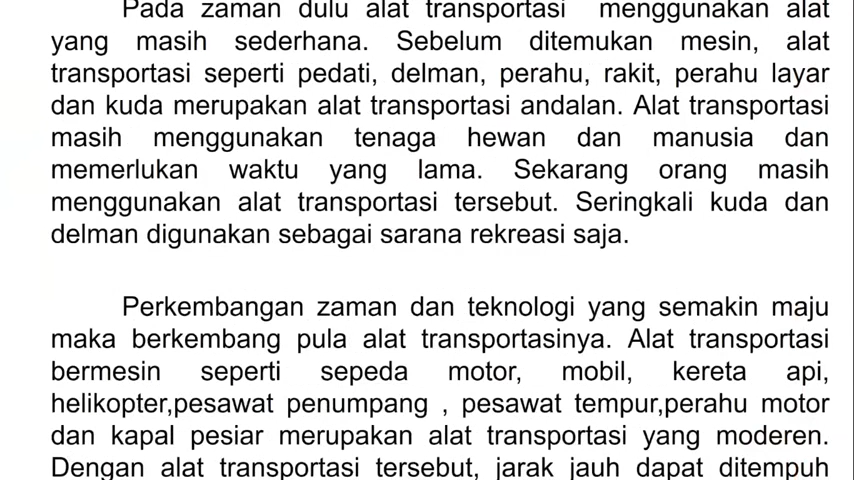 Pada zaman dulu alat transportasi menggunakan alat
yang masih sederhana. Sebelum ditemukan mesin, alat
transportasi seperti pedati, delman, perahu, rakit, perahu layar
dan kuda merupakan alat transportasi andalan. Alat transportasi
masih menggunakan tenaga hewan dan manusia dan
memerlukan waktu yang lama. Sekarang orang masih
menggunakan alat transportasi tersebut. Seringkali kuda dan
delman digunakan sebagai sarana rekreasi saja.
Perkembangan zaman dan teknologi yang semakin maju
maka berkembang pula alat transportasinya. Alat transportasi
bermesin seperti sepeda motor, mobil, kereta api,
helikopter,pesawat penumpang , pesawat tempur,perahu motor
dan kapal pesiar merupakan alat transportasi yang moderen.
Dengan alat transportasi tersebut, jarak jauh dapat ditempuh